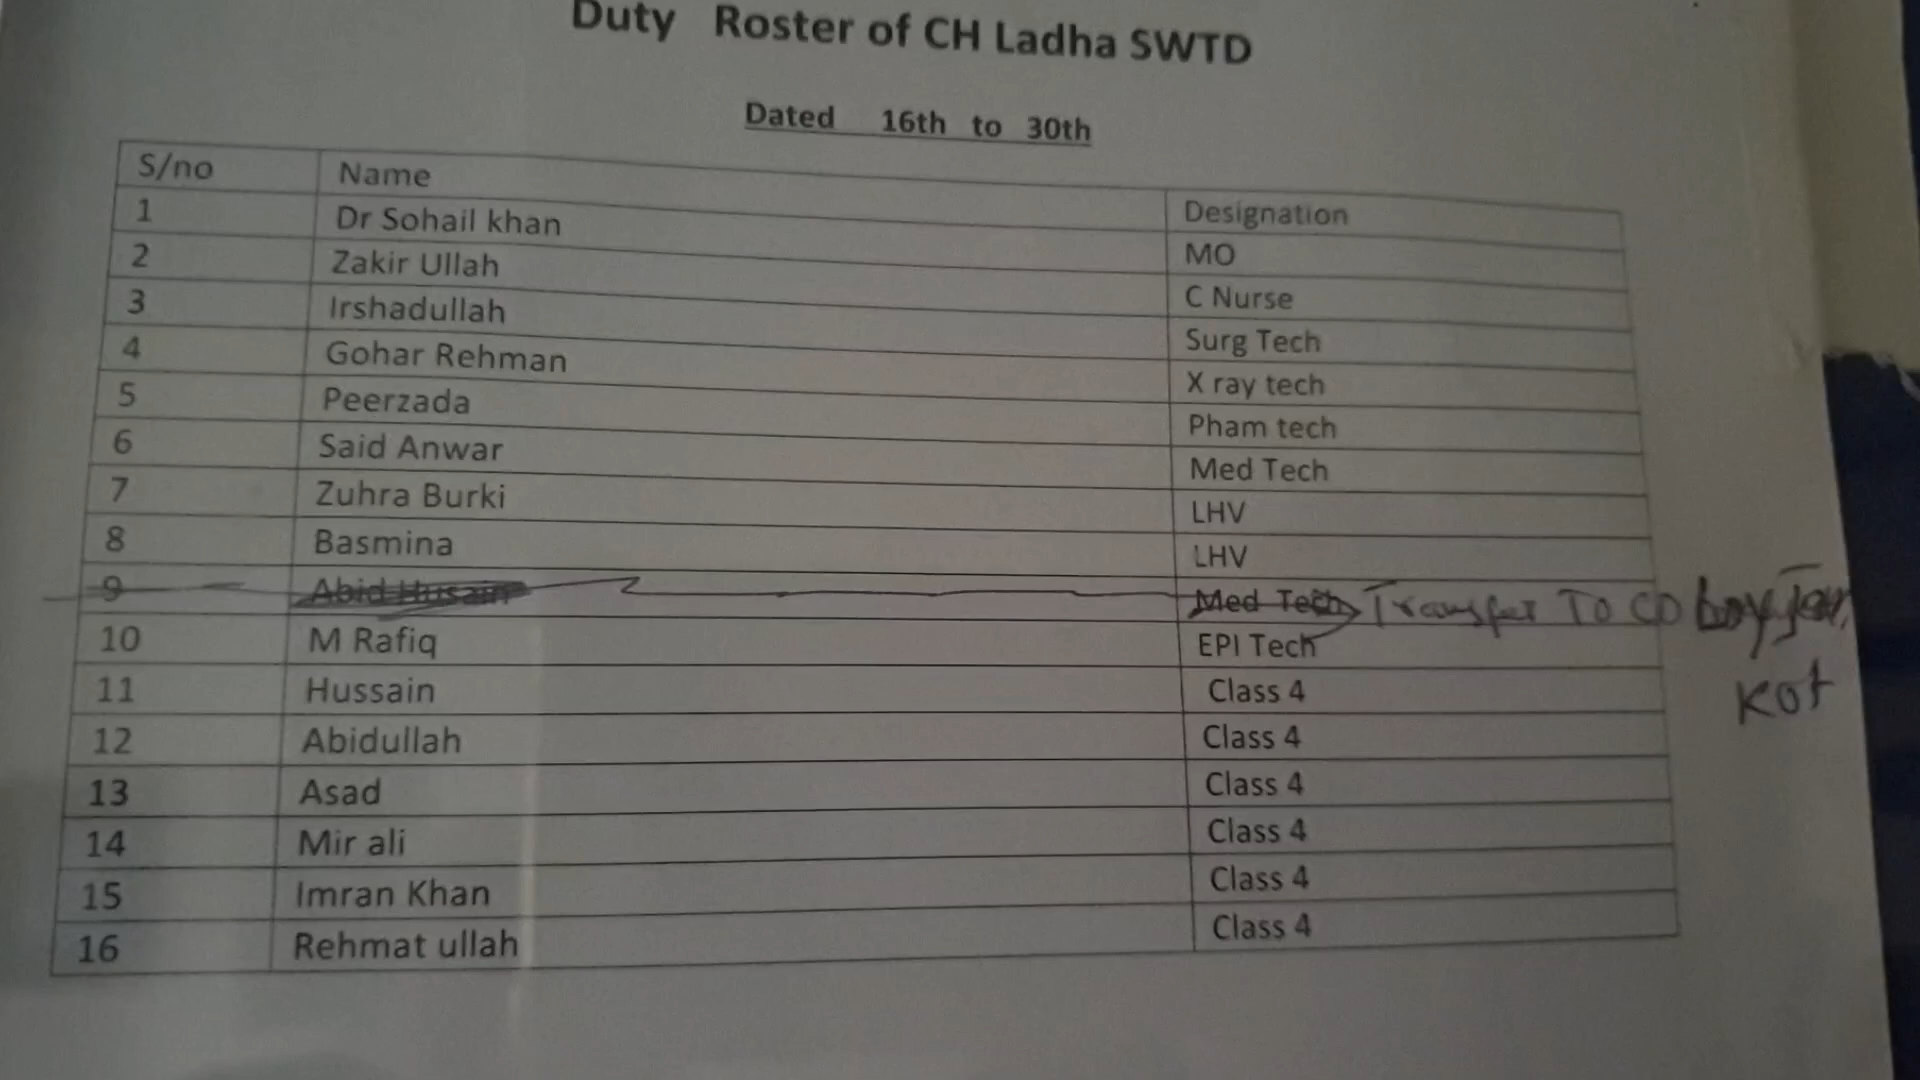 Duty Roster of CH Ladha SWTD
Dated 16th to 30th
S/no Name Designation
1 Dr Sohail khan MO
2 Zakir Ullah C Nurse
3 Irshadullah Surg Tech
4 Gohar Rehman X ray tech
5 Peerzada Pham tech
6 Said Anwar Med Tech
7 Zuhra Burki LHV
8 Basmina LHV
9 Abid Husain Med Tech Transfer To CD
Kot
10 M Rafiq EPI Tech
11 Hussain Class 4
12 Abidullah Class 4
13 Asad Class 4
14 Mir ali Class 4
15 Imran Khan Class 4
16 Rehmat ullah Class 4